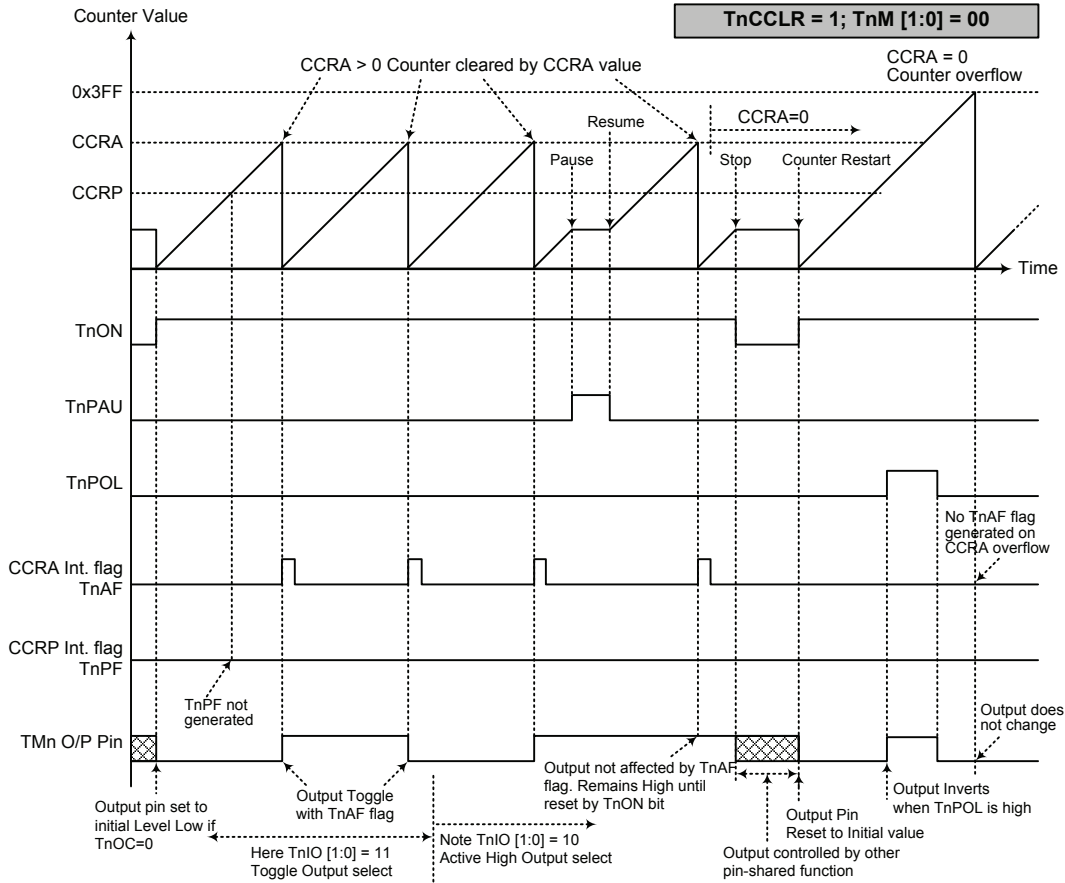 Counter Value
TnCCLR = 1; TnM [1:0] = 00
CCRA > 0 Counter cleared by CCRA value
CCRA = 0
Counter overflow
0x3FF
CCRA=0
Resume
CCRA
Pause
Stop
Counter Restart
CCRP
Time
TnON
TnPAU
TnPOL
No TnAF flag
generated on
CCRA overflow
CCRA Int. flag
TnAF
CCRP Int. flag
TnPF
TnPF not
generated
Output does
not change
TMn O/P Pin
Output pin set to
initial Level Low if
TnOC=0
Output Toggle
with TnAF flag
Output not affected by TnAF
flag. Remains High until
reset by TnON bit
Output Inverts
when TnPOL is high
Output Pin
Reset to Initial value
Here TnIO [1:0] = 11
Toggle Output select
Note TnIO [1:0] = 10
Active High Output select
Output controlled by other
pin-shared function